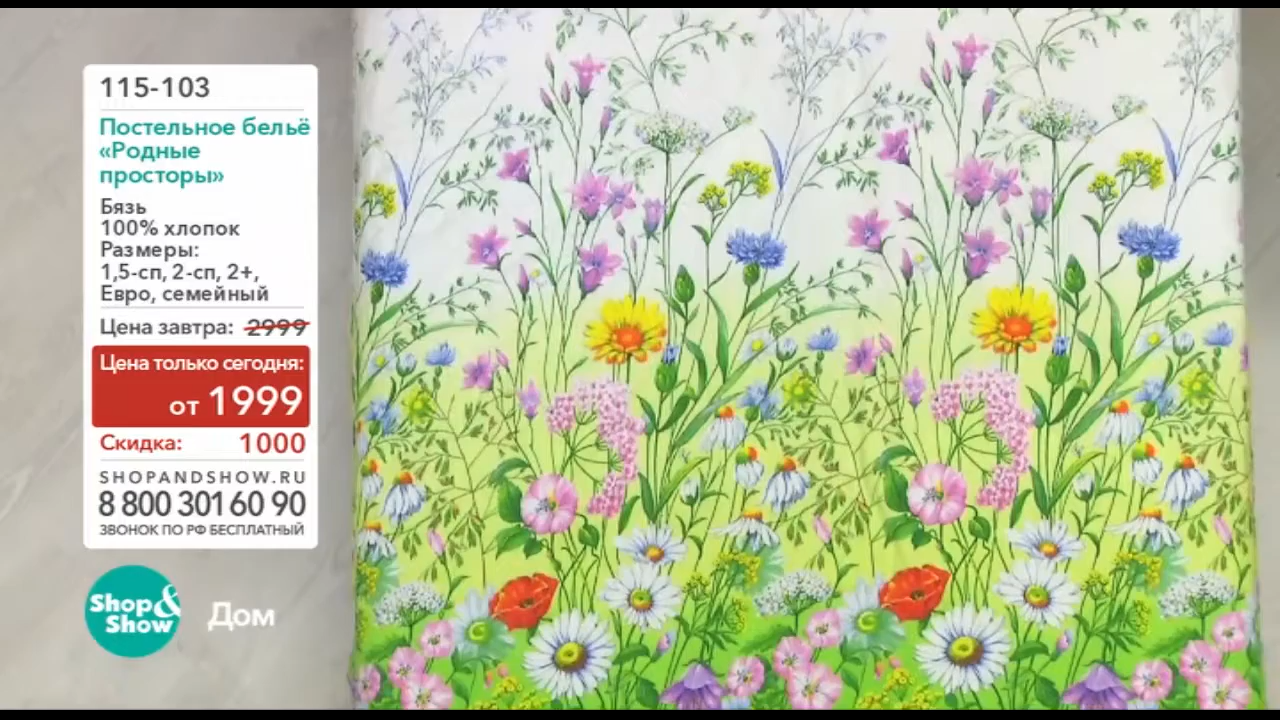 115-103
Постельное бельё
«Родные
просторы»
Бязь
100% хлопок
Размеры:
1,5-сп, 2-сп, 2+,
Евро, семейный
Цена завтра: 2999
Цена только сегодня:
от 1999
Скидка: 1000
SHOPANDSHOW.RU
8 800 301 60 90
ЗВОНОК ПО РФ БЕСПЛАТНЫЙ
Shop&
Show
Дом